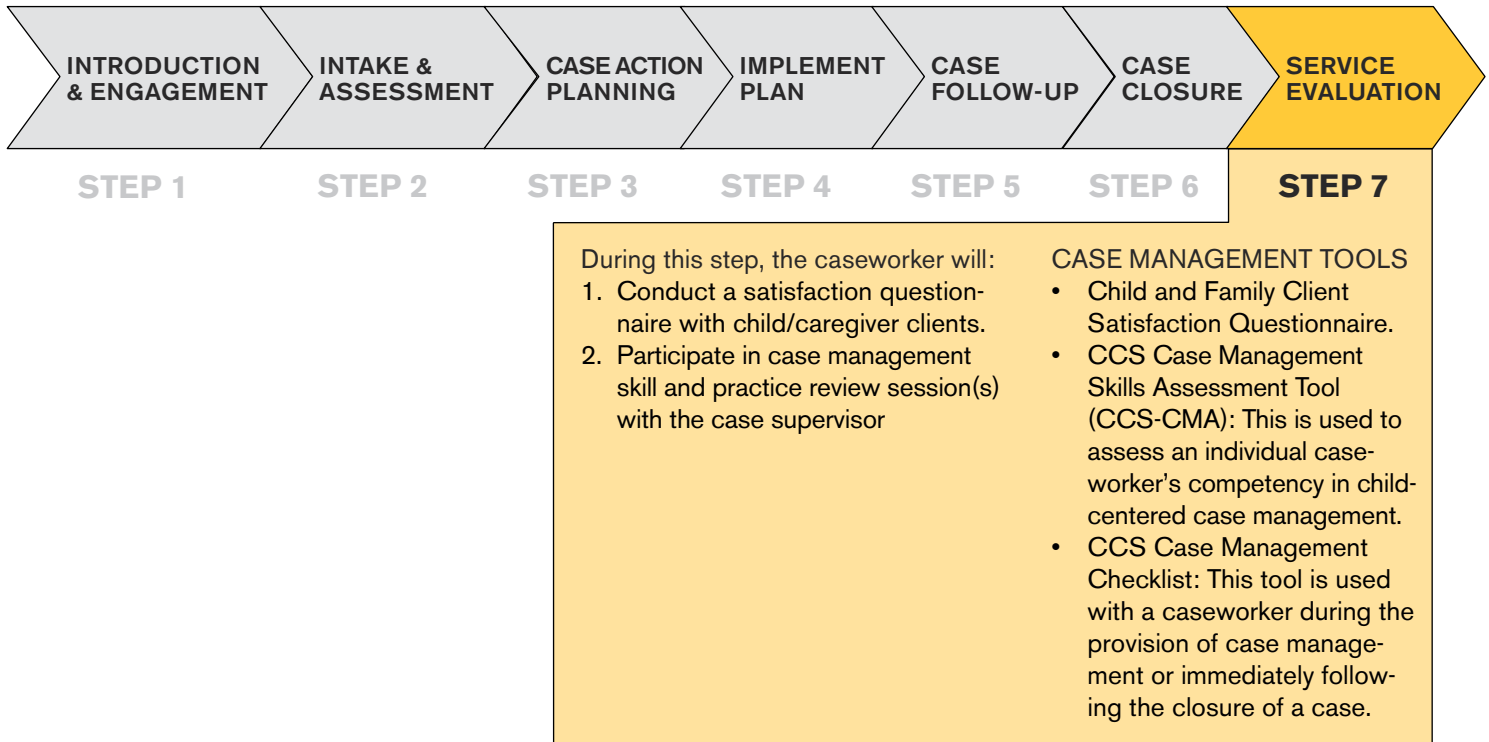 INTRODUCTION
& ENGAGEMENT
INTAKE &
ASSESSMENT
CASE ACTION
PLANNING
IMPLEMENT
PLAN
CASE
FOLLOW-UP
CASE
CLOSURE
SERVICE
EVALUATION
STEP 1
STEP 2
STEP 3
STEP 4
STEP 5
STEP 6
STEP 7
During this step, the caseworker will:
1. Conduct a satisfaction question-
naire with child/caregiver clients.
2. Participate in case management
skill and practice review session(s)
with the case supervisor
CASE MANAGEMENT TOOLS
• Child and Family Client
Satisfaction Questionnaire.
• CCS Case Management
Skills Assessment Tool
(CCS-CMA): This is used to
assess an individual case-
worker's competency in child-
centered case management.
• CCS Case Management
Checklist: This tool is used
with a caseworker during the
provision of case manage-
ment or immediately follow-
ing the closure of a case.